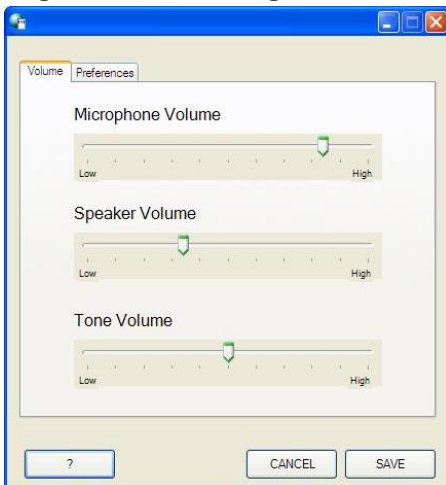 Volume Preferences
Microphone Volume
Low High
Speaker Volume
Low High
Tone Volume
Low High
? CANCEL SAVE